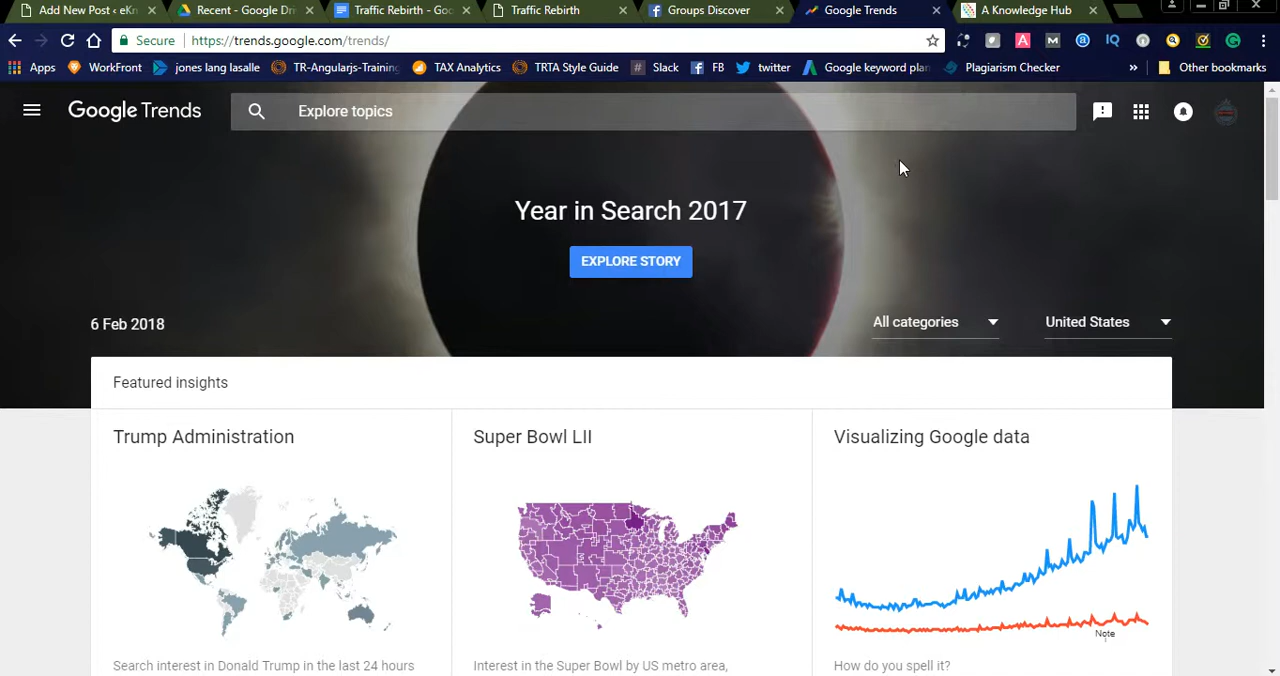 Add New Post ‹ eKn
Recent - Google Dri
Traffic Rebirth - Goo
Traffic Rebirth
Groups Discover
Google Trends
A Knowledge Hub
Secure
https://trends.google.com/trends/
Apps
WorkFront
jones lang lasalle
TR-Angularjs-Training
TAX Analytics
TRTA Style Guide
Slack
FB
twitter
Google keyword plan
Plagiarism Checker
»
Other bookmarks
Google Trends
Explore topics
Year in Search 2017
EXPLORE STORY
6 Feb 2018
All categories
United States
Featured insights
Trump Administration
Super Bowl LII
Visualizing Google data
Note
Search interest in Donald Trump in the last 24 hours
Interest in the Super Bowl by US metro area,
How do you spell it?